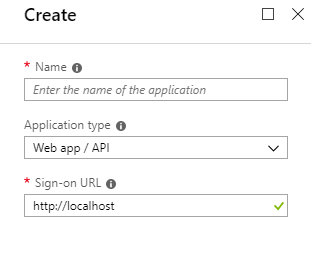 Create
* Name
Enter the name of the application
Application type
Web app / API
* Sign-on URL
http://localhost